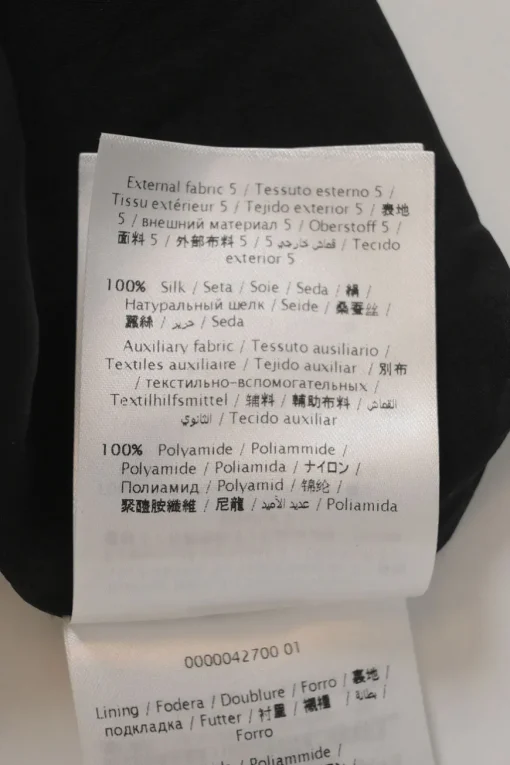 External fabric 5 / Tessuto esterno 5 /
Tissu extérieur 5 / Tejido exterior 5 / 表地
5 / внешний материал 5 / Oberstoff 5 /
面料 5 / 外部布料 5 / قماش خارجي 5 / Tecido
exterior 5
100% Silk / Seta / Soie / Seda / 絹 /
Натуральный шелк / Seide / 桑蚕丝 /
蠶絲 / حرير / Seda
Auxiliary fabric / Tessuto ausiliario /
Textiles auxiliaire / Tejido auxiliar / 別布
/ текстильно-вспомогательных /
Textilhilfsmittel / 辅料 / 輔助布料 / القماش
الثانوي / Tecido auxiliar
100% Polyamide / Poliammide /
Polyamide / Poliamida / ナイロン /
Полиамид / Polyamid / 锦纶 /
聚醯胺纖維 / 尼龍 / عديد الأميد / Poliamida
0000042700 01
Lining / Fodera / Doublure / Forro / 裏地 /
подкладка / Futter / 衬里 / 襯裡 / بطانة /
Forro
/ Poliammide /